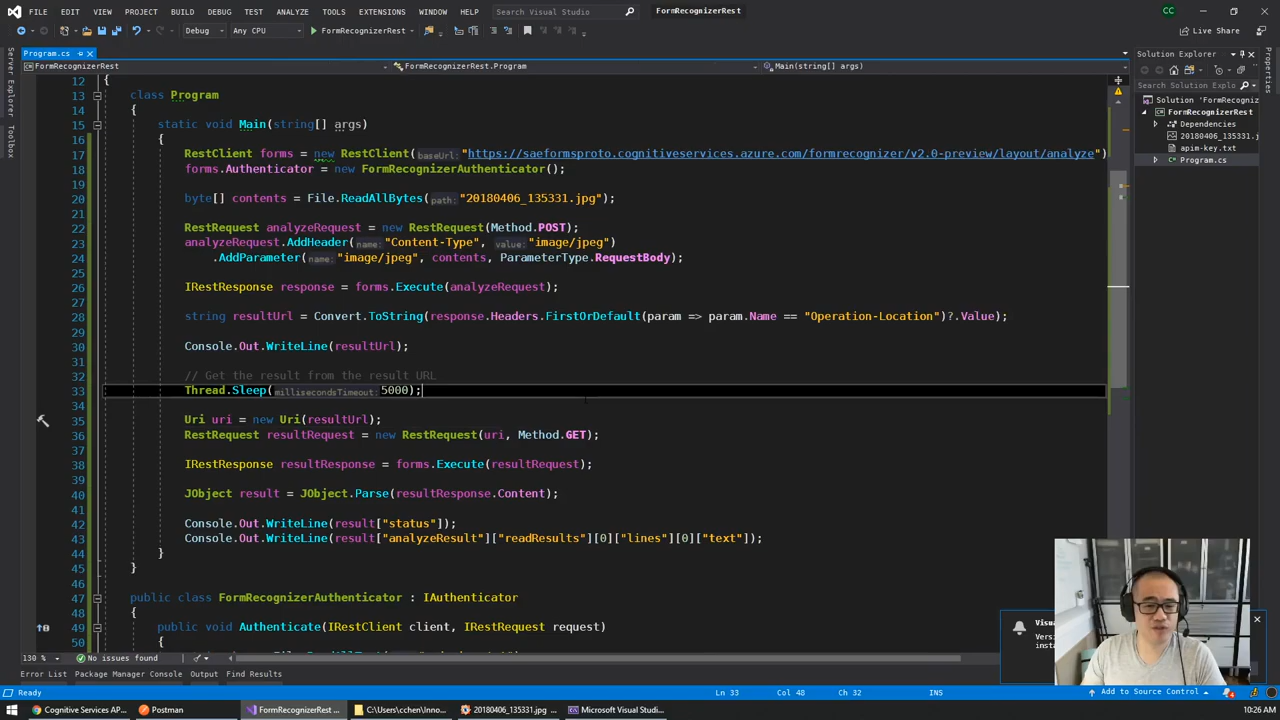 FILE EDIT VIEW PROJECT BUILD DEBUG TEST ANALYZE TOOLS EXTENSIONS WINDOW HELP Search Visual Studio FormRecognizerRest CC
Debug Any CPU FormRecognizerRest Live Share
Server Explorer
Toolbox
Program.cs
FormRecognizerRest FormRecognizerRest.Program Main(string[] args)
12 {
13 class Program
14 {
15 static void Main(string[] args)
16 {
17 RestClient forms = new RestClient(baseUrl: "https://saeformsproto.cognitiveservices.azure.com/formrecognizer/v2.0-preview/layout/analyze")
18 forms.Authenticator = new FormRecognizerAuthenticator();
19
20 byte[] contents = File.ReadAllBytes(path: "20180406_135331.jpg");
21
22 RestRequest analyzeRequest = new RestRequest(Method.POST);
23 analyzeRequest.AddHeader(name: "Content-Type", value: "image/jpeg")
24 .AddParameter(name: "image/jpeg", contents, ParameterType.RequestBody);
25
26 IRestResponse response = forms.Execute(analyzeRequest);
27
28 string resultUrl = Convert.ToString(response.Headers.FirstOrDefault(param => param.Name == "Operation-Location")?.Value);
29
30 Console.Out.WriteLine(resultUrl);
31
32 // Get the result from the result URL
33 Thread.Sleep(millisecondsTimeout: 5000);
34
35 Uri uri = new Uri(resultUrl);
36 RestRequest resultRequest = new RestRequest(uri, Method.GET);
37
38 IRestResponse resultResponse = forms.Execute(resultRequest);
39
40 JObject result = JObject.Parse(resultResponse.Content);
41
42 Console.Out.WriteLine(result["status"]);
43 Console.Out.WriteLine(result["analyzeResult"]["readResults"][0]["lines"][0]["text"]);
44 }
45 }
46
47 public class FormRecognizerAuthenticator : IAuthenticator
48 {
49 public void Authenticate(IRestClient client, IRestRequest request)
50 {
Solution Explorer
Search Solution Explo
Solution 'FormRecogniz
FormRecognizerRest
Dependencies
20180406_135331.j
apim-key.txt
Program.cs
Properties
Visua
Versi
insta
130 % No issues found
Error List Package Manager Console Output Find Results
Ready Ln 33 Col 48 Ch 32 INS Add to Source Control
Cognitive Services AP... Postman FormRecognizerRest ... C:\Users\cchen\Inno... 20180406_135331.jpg ... Microsoft Visual Studi... 10:26 AM